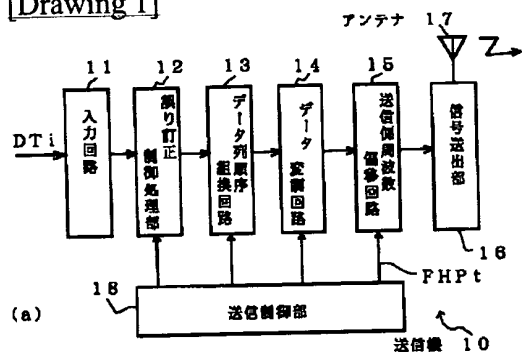 [Drawing 1]
アンテナ 17
11 12 13 14 15
DTi
入力回路
誤り訂正
制御処理部
データ列順序
組換回路
データ
変調回路
送信側周波数
偏移回路
信号送出部
16
FHPt
18
送信制御部
(a)
送信機 10